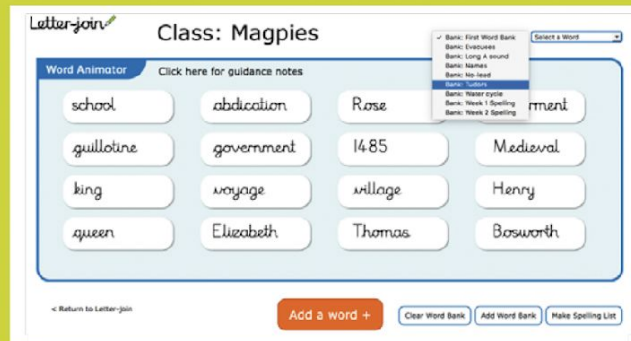 Letter-join
Class: Magpies
✓ Bank: First Word Bank
Bank: Evacuees
Bank: Long A sound
Bank: Names
Bank: No-lead
Bank: Tudors
Bank: Water cycle
Bank: Week 1 Spelling
Bank: Week 2 Spelling
Select a Word
Word Animator
Click here for guidance notes
school abdication Rose
guillotine government 1485 Medieval
king voyage village Henry
queen Elizabeth Thomas Bosworth
< Return to Letter-join
Add a word +
Clear Word Bank
Add Word Bank
Make Spelling List